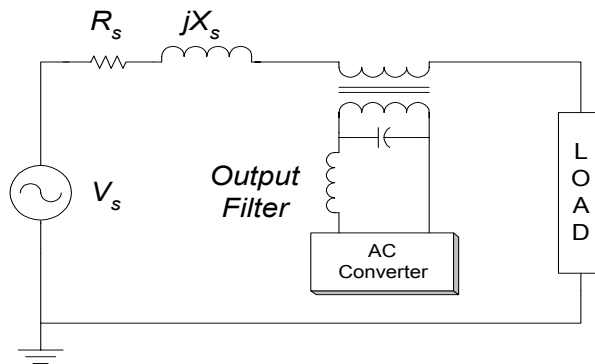 R_s
jX_s
V_s
Output
Filter
AC
Converter
L
O
A
D